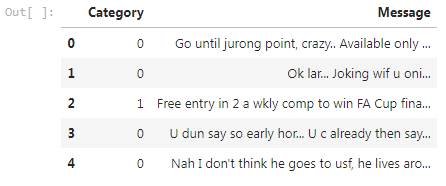 Out[ ]: Category Message
0 0 Go until jurong point, crazy.. Available only ...
1 0 Ok lar... Joking wif u oni...
2 1 Free entry in 2 a wkly comp to win FA Cup fina...
3 0 U dun say so early hor... U c already then say...
4 0 Nah I don't think he goes to usf, he lives aro...